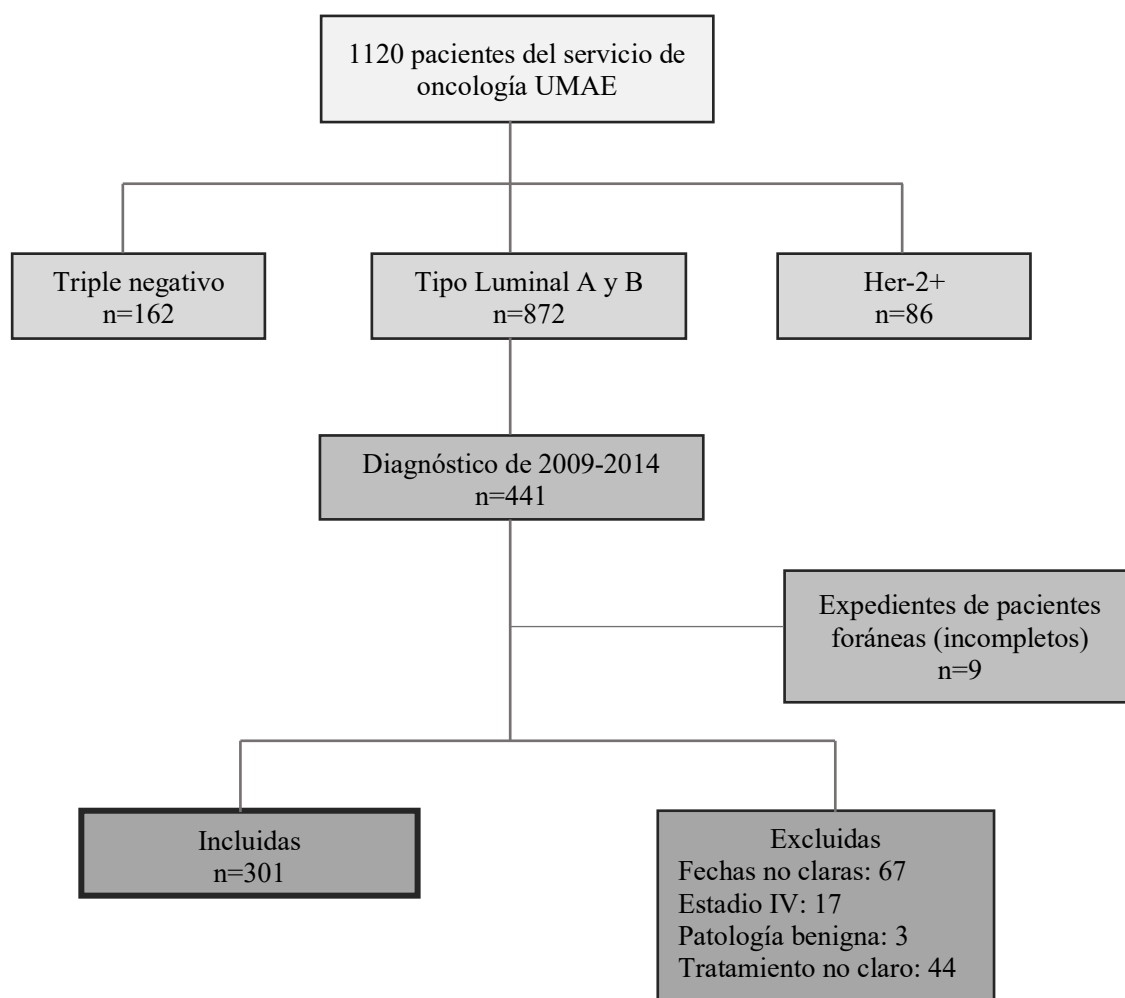 1120 pacientes del servicio de
oncología UMAE
Triple negativo
n=162
Tipo Luminal A y B
n=872
Her-2+
n=86
Diagnóstico de 2009-2014
n=441
Expedientes de pacientes
foráneas (incompletos)
n=9
Incluidas
n=301
Excluidas
Fechas no claras: 67
Estadio IV: 17
Patología benigna: 3
Tratamiento no claro: 44